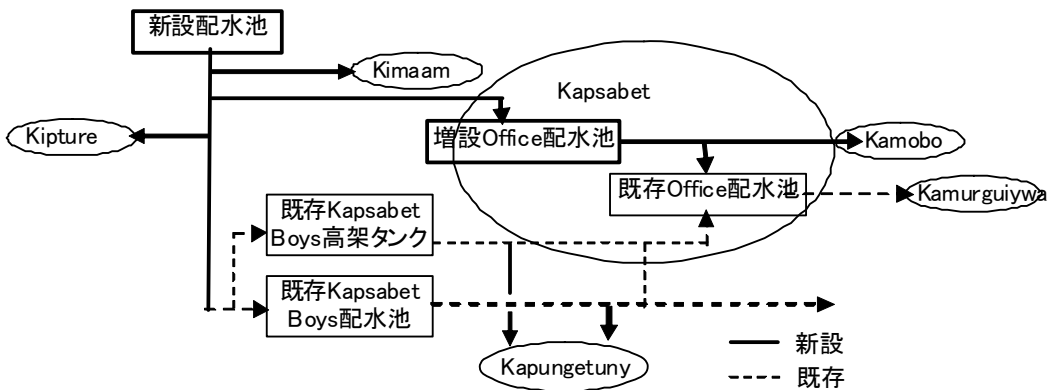 新設配水池
Kimaam
Kapsabet
Kipture
増設Office配水池
Kamobo
既存Office配水池
Kamurguiywa
既存Kapsabet
Boys高架タンク
既存Kapsabet
Boys配水池
Kapungetuny
新設
既存